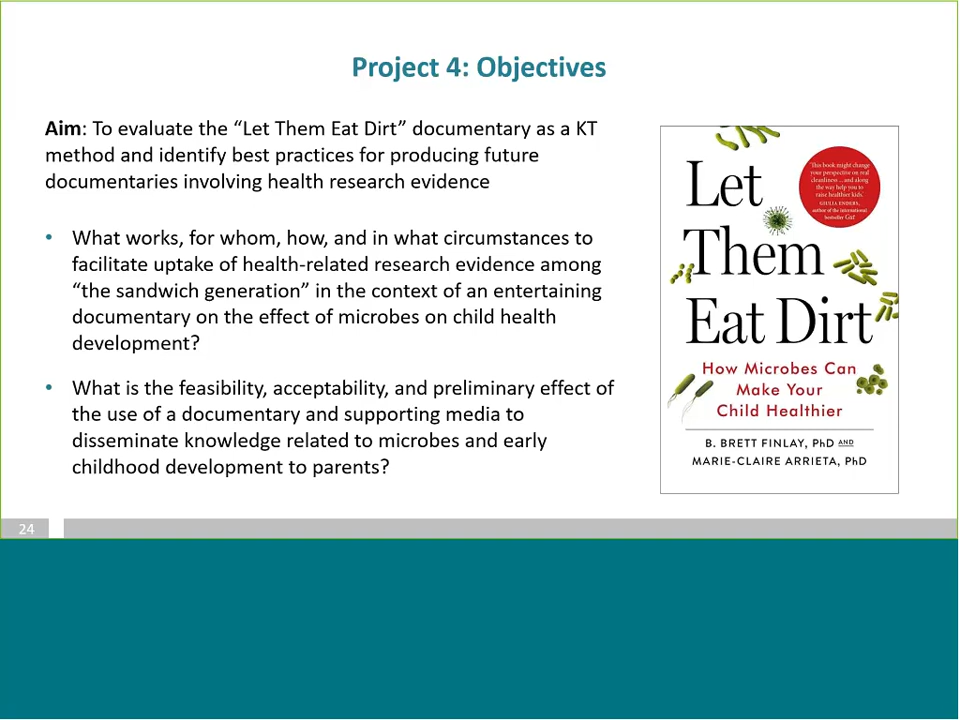 Project 4: Objectives
Aim: To evaluate the “Let Them Eat Dirt” documentary as a KT
method and identify best practices for producing future
documentaries involving health research evidence
• What works, for whom, how, and in what circumstances to
facilitate uptake of health-related research evidence among
“the sandwich generation” in the context of an entertaining
documentary on the effect of microbes on child health
development?
• What is the feasibility, acceptability, and preliminary effect of
the use of a documentary and supporting media to
disseminate knowledge related to microbes and early
childhood development to parents?
Let
Them
Eat Dirt
"This book might change
your perspective on real
cleanliness ... and along
the way help you to
raise healthier kids."
GIULIA ENDERS,
author of the international
bestseller Gut
How Microbes Can
Make Your
Child Healthier
B. BRETT FINLAY, PhD AND
MARIE-CLAIRE ARRIETA, PhD
24